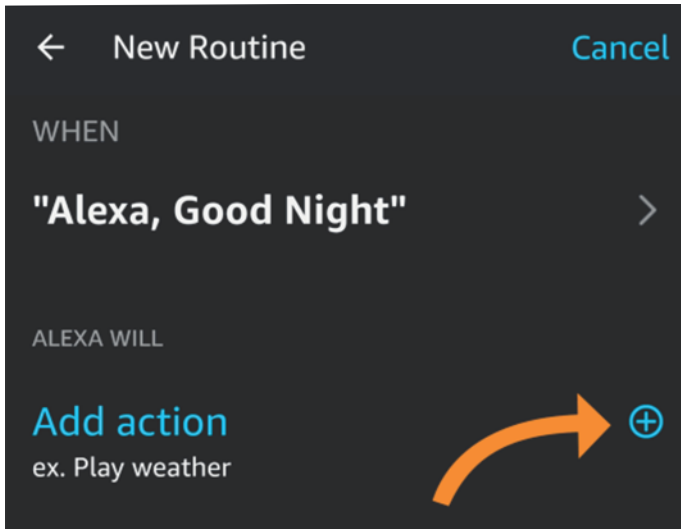 New Routine
Cancel
WHEN
"Alexa, Good Night"
ALEXA WILL
Add action
ex. Play weather